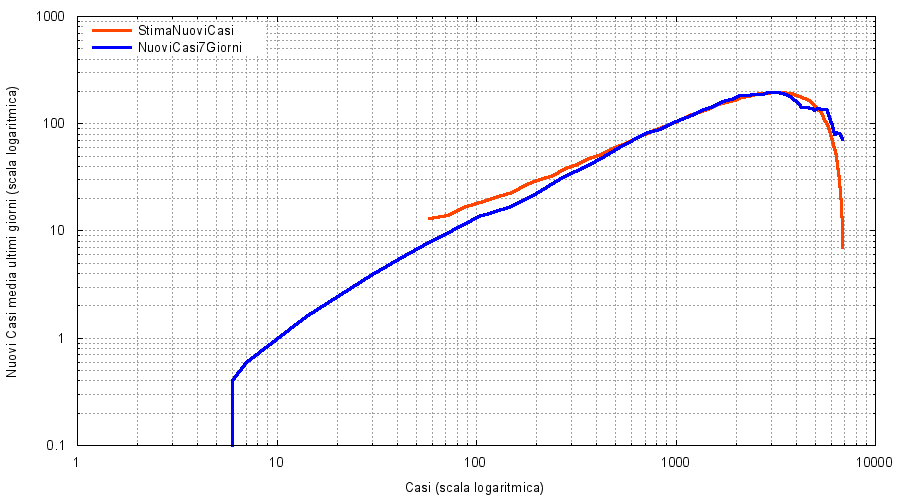 1000
StimaNuoviCasi
NuoviCasi7Giorni
100
10
1
0.1
Nuovi Casi media ultimi giorni (scala logaritmica)
1 10 100 1000 10000
Casi (scala logaritmica)